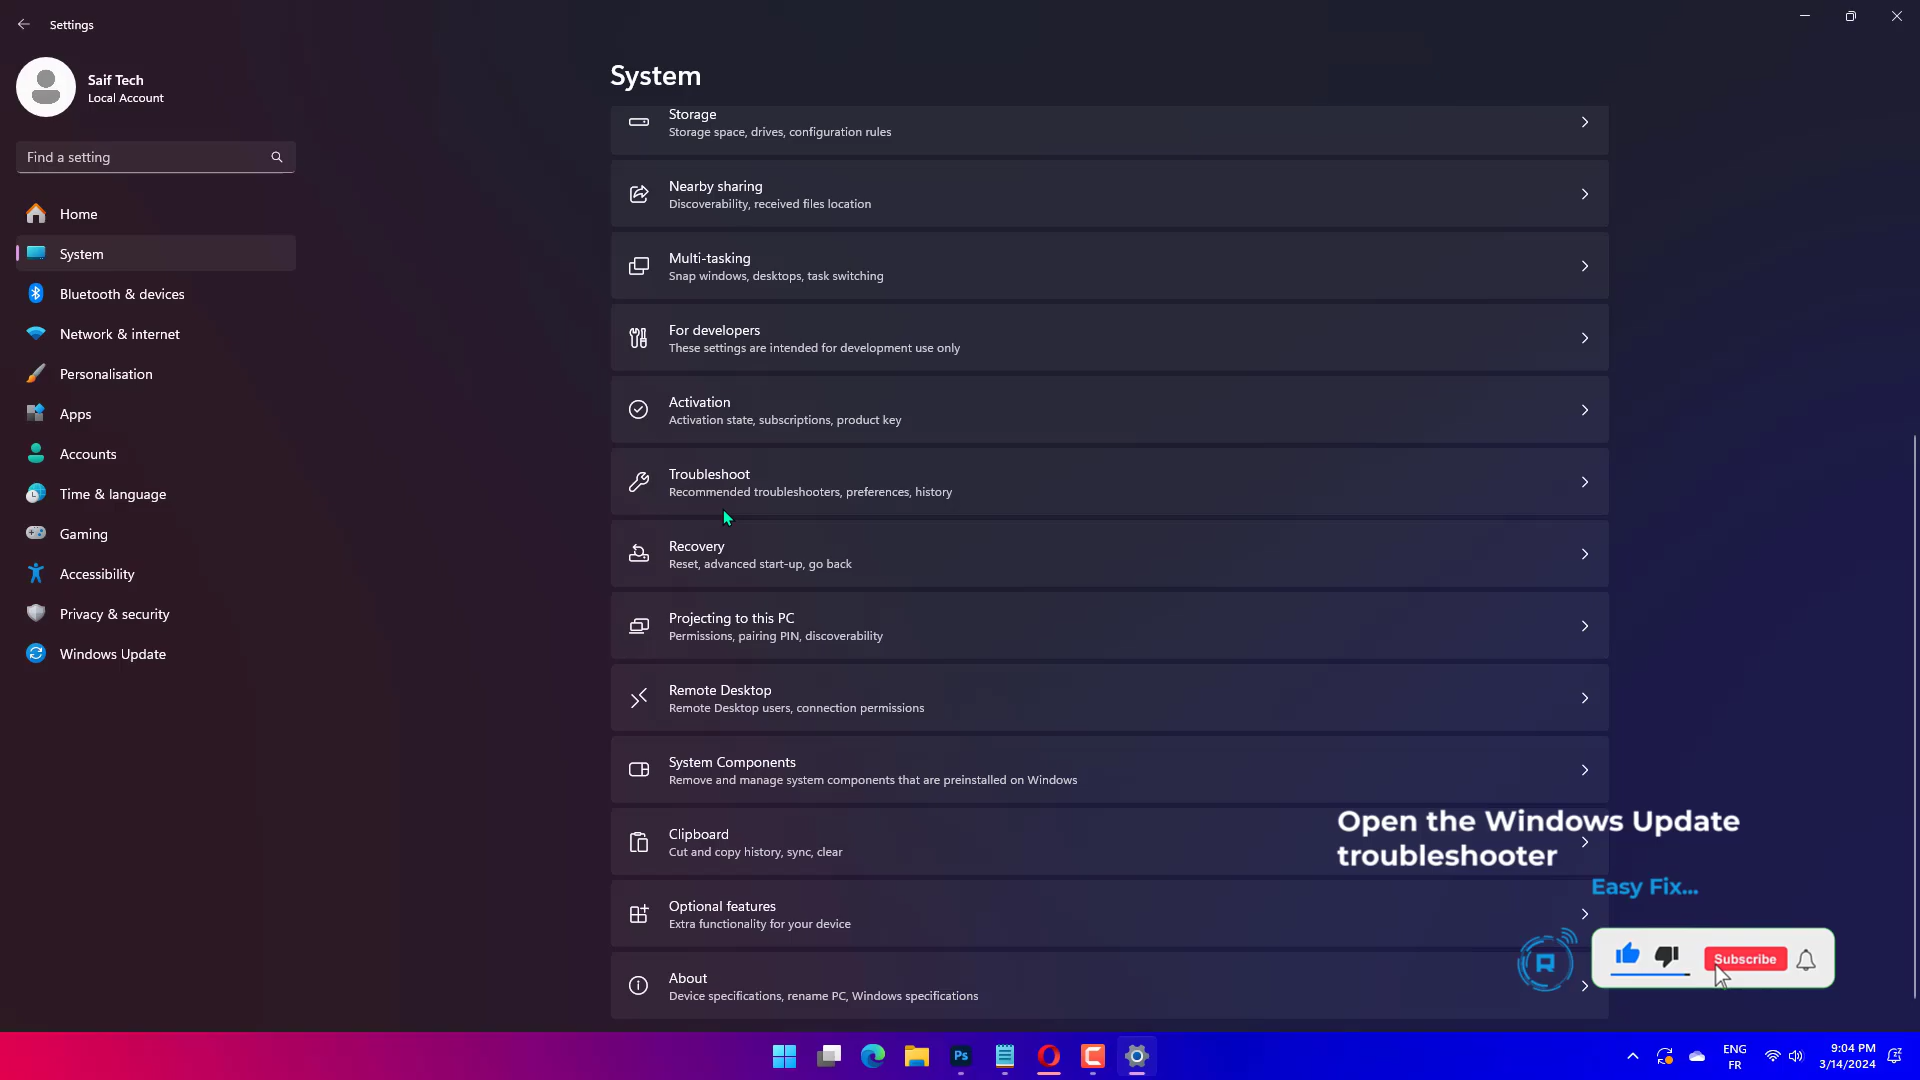 Settings
Saif Tech
Local Account
Find a setting
Home
System
Bluetooth & devices
Network & internet
Personalisation
Apps
Accounts
Time & language
Gaming
Accessibility
Privacy & security
Windows Update
System
Storage
Storage space, drives, configuration rules
Nearby sharing
Discoverability, received files location
Multi-tasking
Snap windows, desktops, task switching
For developers
These settings are intended for development use only
Activation
Activation state, subscriptions, product key
Troubleshoot
Recommended troubleshooters, preferences, history
Recovery
Reset, advanced start-up, go back
Projecting to this PC
Permissions, pairing PIN, discoverability
Remote Desktop
Remote Desktop users, connection permissions
System Components
Remove and manage system components that are preinstalled on Windows
Clipboard
Cut and copy history, sync, clear
Optional features
Extra functionality for your device
About
Device specifications, rename PC, Windows specifications
Open the Windows Update
troubleshooter
Easy Fix...
R
Subscribe
Ps
ENG
FR
9:04 PM
3/14/2024